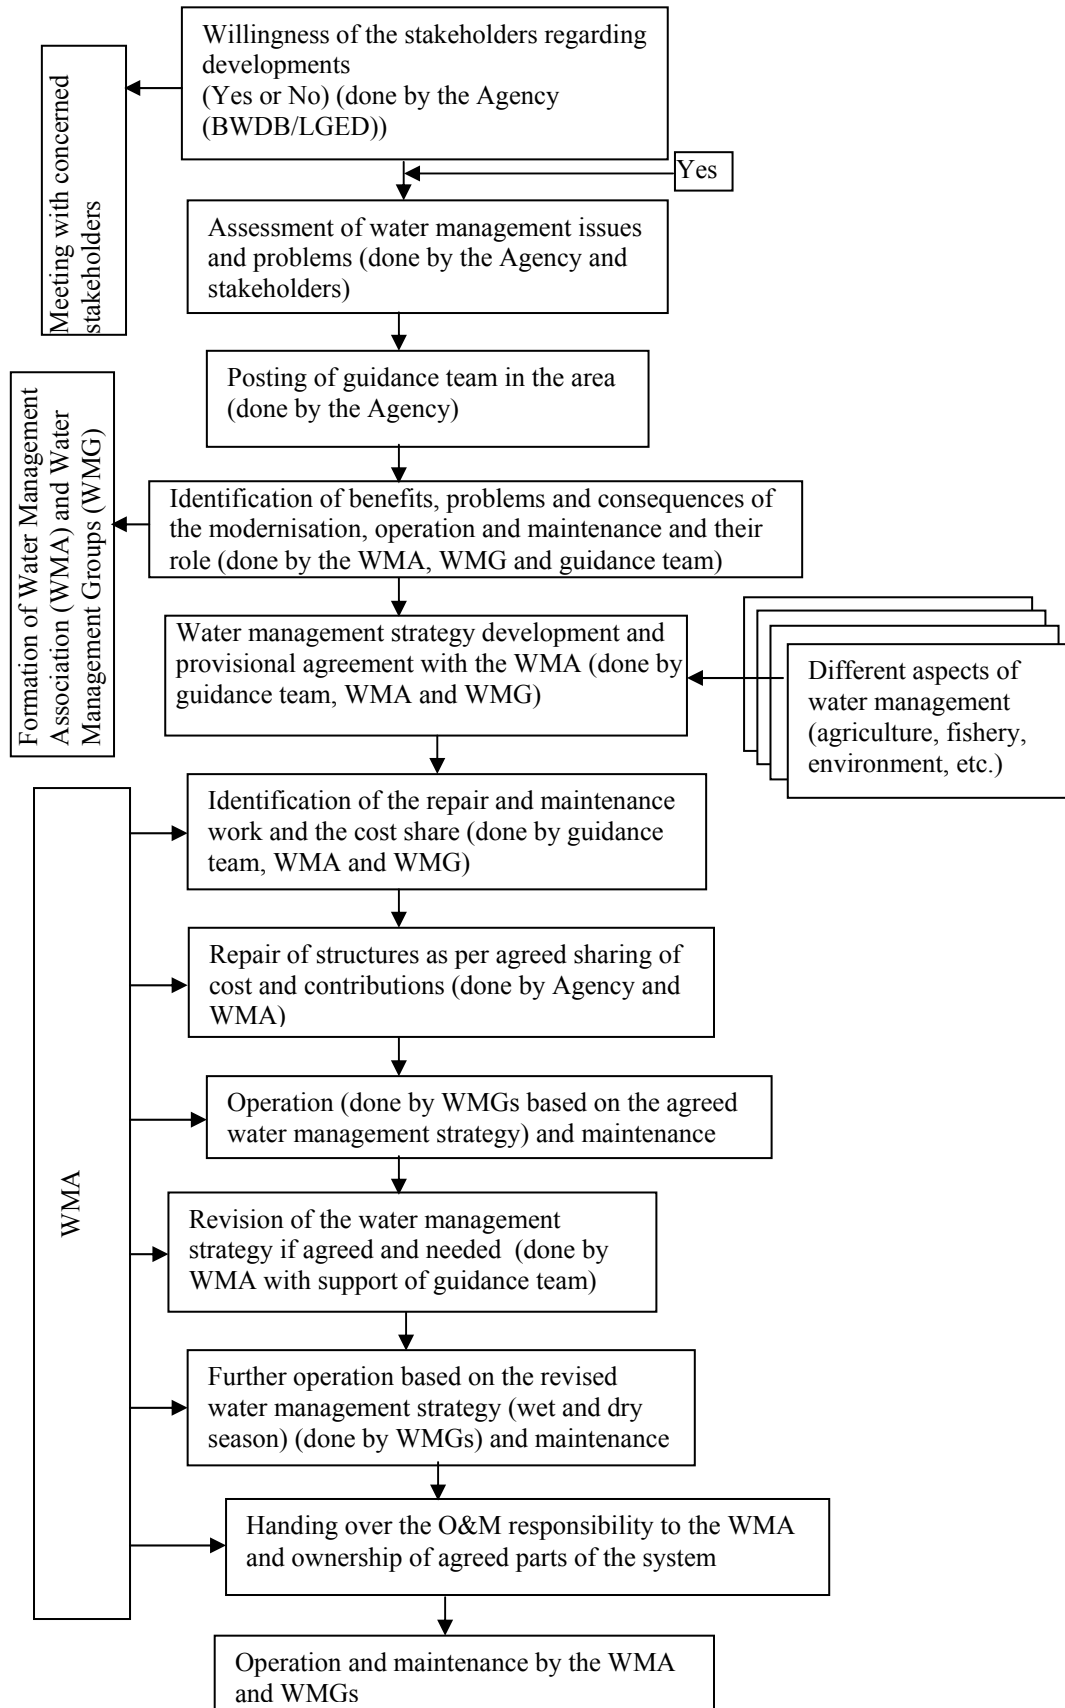 Willingness of the stakeholders regarding
developments
(Yes or No) (done by the Agency
(BWDB/LGED))
Meeting with concerned
stakeholders
Yes
Assessment of water management issues
and problems (done by the Agency and
stakeholders)
Posting of guidance team in the area
(done by the Agency)
Formation of Water Management
Association (WMA) and Water
Management Groups (WMG)
Identification of benefits, problems and consequences of
the modernisation, operation and maintenance and their
role (done by the WMA, WMG and guidance team)
Water management strategy development and
provisional agreement with the WMA (done by
guidance team, WMA and WMG)
Different aspects of
water management
(agriculture, fishery,
environment, etc.)
Identification of the repair and maintenance
work and the cost share (done by guidance
team, WMA and WMG)
Repair of structures as per agreed sharing of
cost and contributions (done by Agency and
WMA)
Operation (done by WMGs based on the agreed
water management strategy) and maintenance
WMA
Revision of the water management
strategy if agreed and needed  (done by
WMA with support of guidance team)
Further operation based on the revised
water management strategy (wet and dry
season) (done by WMGs) and maintenance
Handing over the O&M responsibility to the WMA
and ownership of agreed parts of the system
Operation and maintenance by the WMA
and WMGs